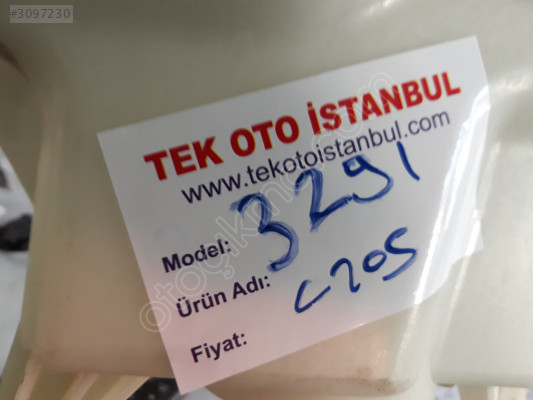 #3097230
TEK OTO İSTANBUL
www.tekotoistanbul.com
Model: 3291
Ürün Adı: C205
Fiyat: